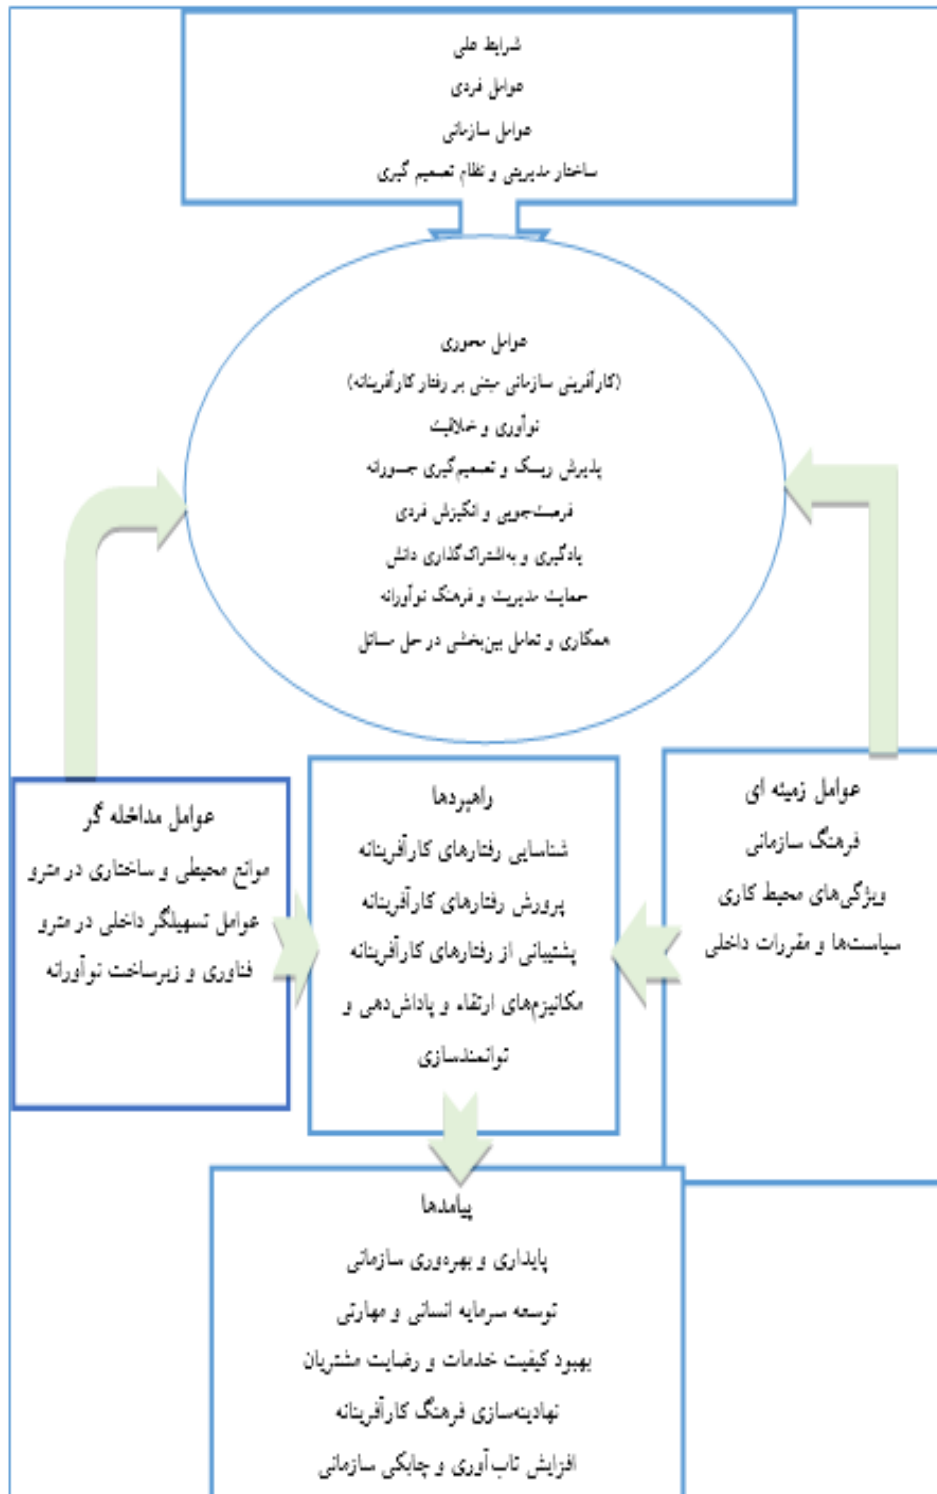 شرایط علی
عوامل فردی
عوامل سازمانی
ساختار مدیریتی و نظام تصمیم گیری
عوامل محوری
(کارآفرینی سازمانی مبتنی بر رفتار کارآفرینانه)
نوآوری و خلاقیت
پذیرش ریسک و تصمیم‌گیری جسورانه
فرصت‌جویی و انگیزش فردی
یادگیری و به‌اشتراک‌گذاری دانش
حمایت مدیریت و فرهنگ نوآورانه
همکاری و تعامل بین‌بخشی در حل مسائل
عوامل زمینه ای
فرهنگ سازمانی
ویژگی‌های محیط کاری
سیاست‌ها و مقررات داخلی
راهبردها
شناسایی رفتارهای کارآفرینانه
پرورش رفتارهای کارآفرینانه
پشتیبانی از رفتارهای کارآفرینانه
مکانیزم‌های ارتقاء و پاداش‌دهی و
توانمندسازی
عوامل مداخله گر
موانع محیطی و ساختاری در مترو
عوامل تسهیلگر داخلی در مترو
فناوری و زیرساخت نوآورانه
پیامدها
پایداری و بهره‌وری سازمانی
توسعه سرمایه انسانی و مهارتی
بهبود کیفیت خدمات و رضایت مشتریان
نهادینه‌سازی فرهنگ کارآفرینانه
افزایش تاب‌آوری و چابکی سازمانی